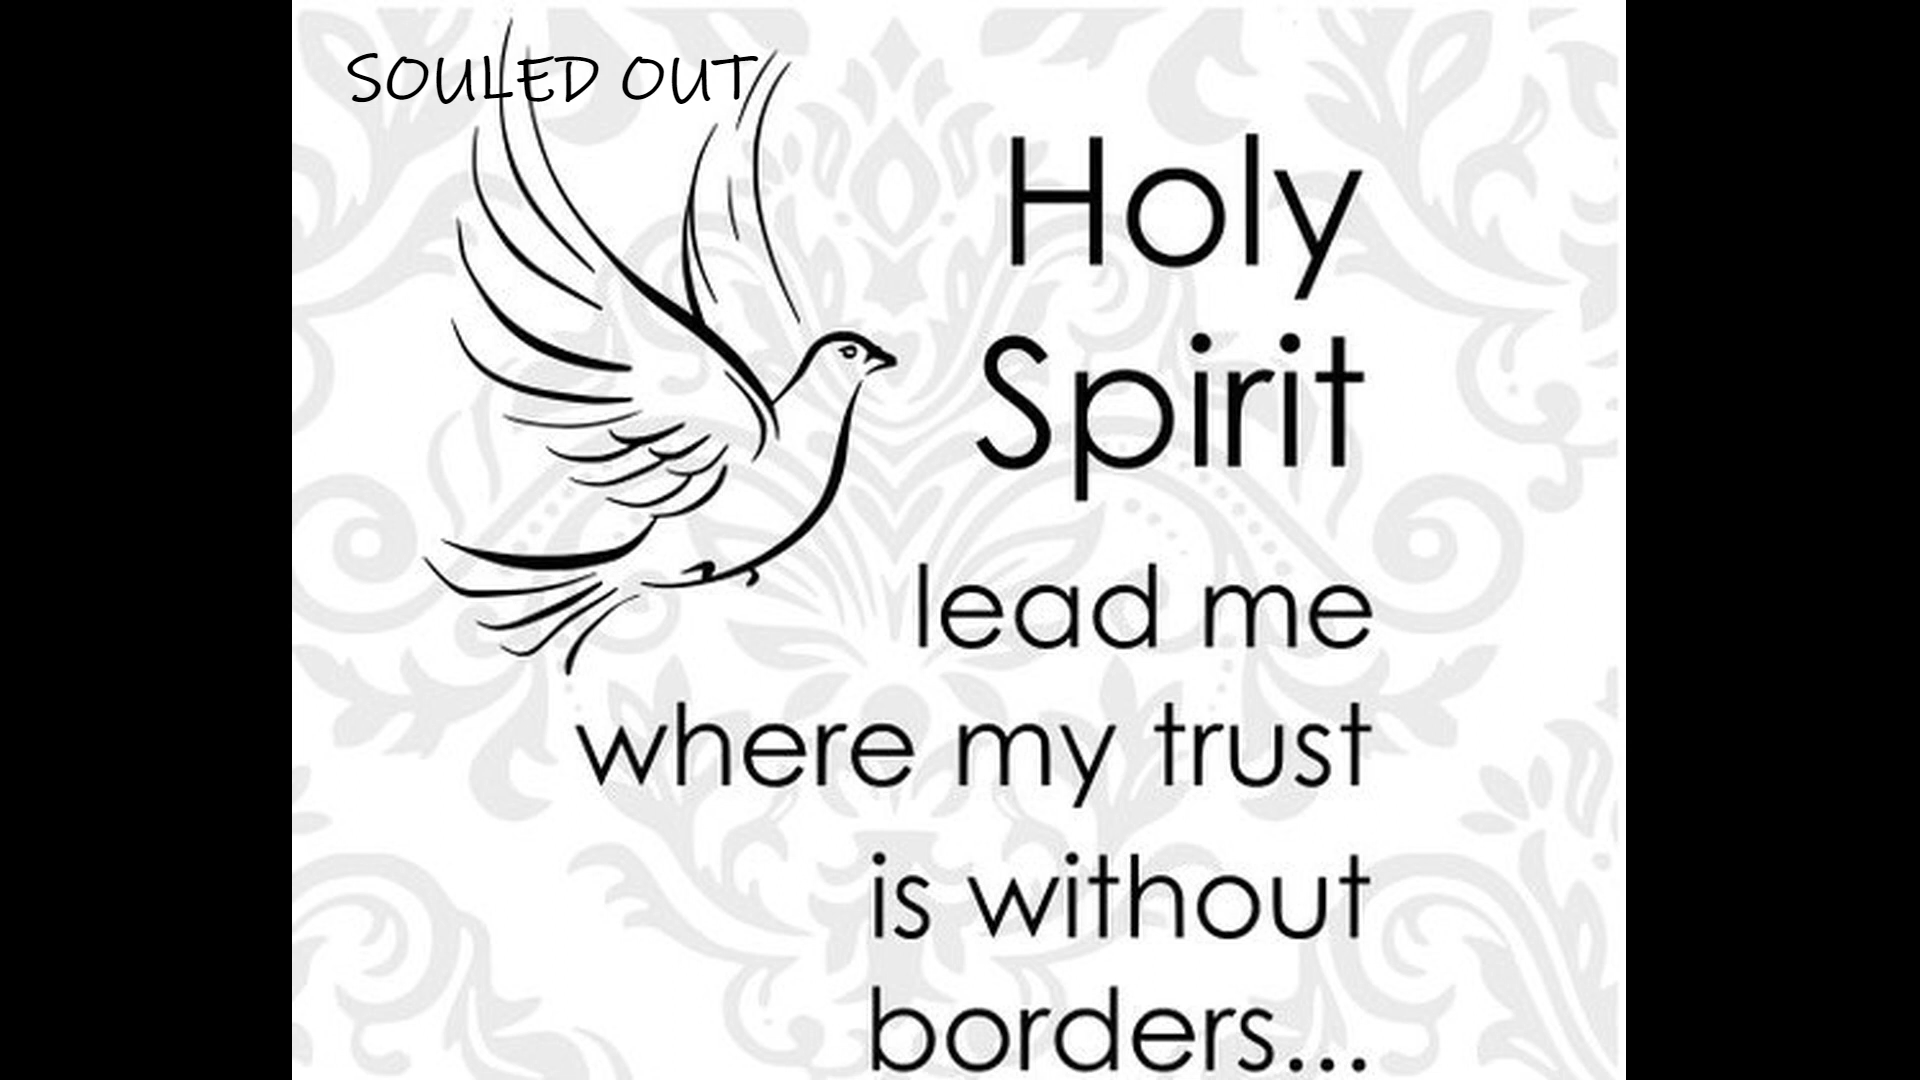 SOULED OUT
Holy
Spirit
lead me
where my trust
is without
borders...